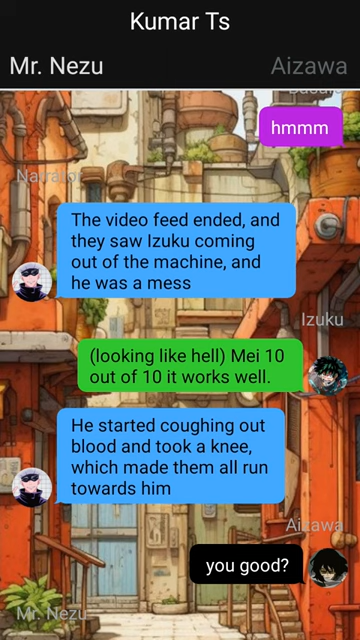 Kumar Ts
Mr. Nezu
Aizawa
hmmm
Narrator
The video feed ended, and
they saw Izuku coming
out of the machine, and
he was a mess
Izuku
(looking like hell) Mei 10
out of 10 it works well.
He started coughing out
blood and took a knee,
which made them all run
towards him
Aizawa
you good?
Mr. Nezu